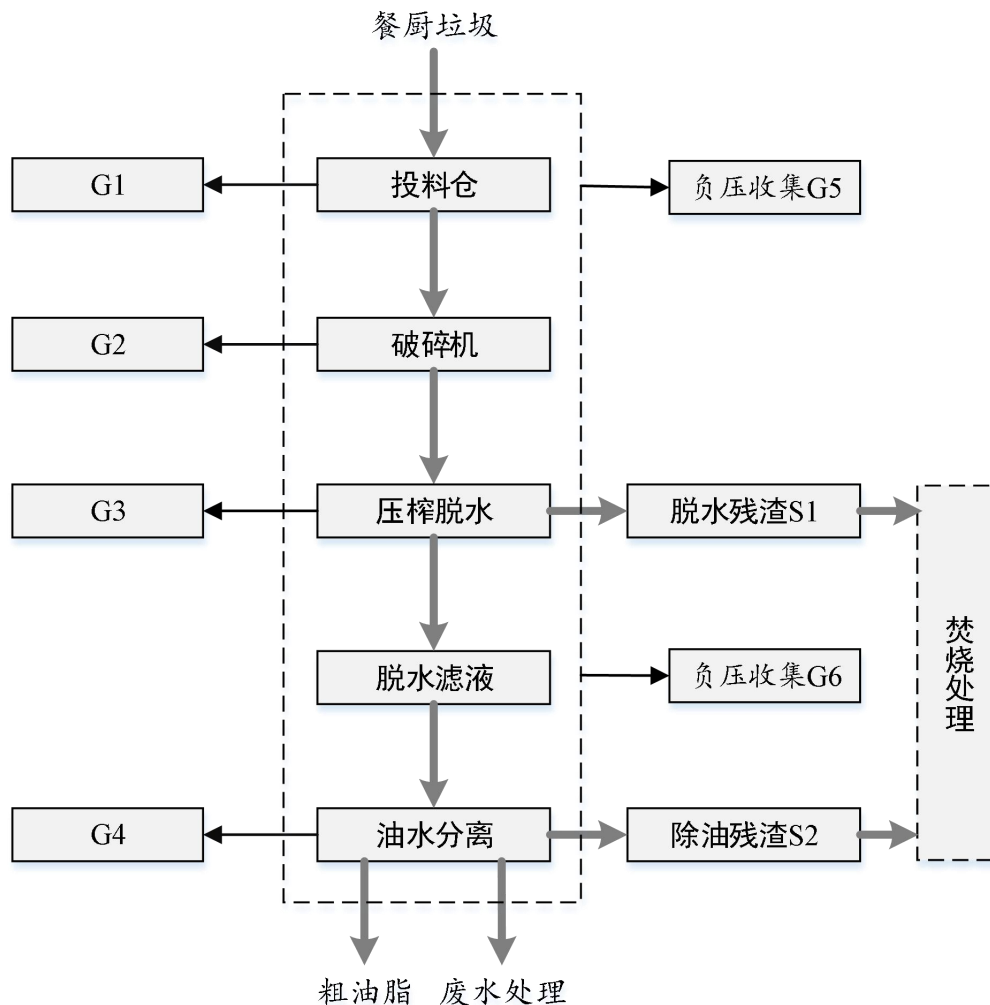 餐厨垃圾
G1
投料仓
负压收集G5
G2
破碎机
G3
压榨脱水
脱水残渣S1
焚烧处理
脱水滤液
负压收集G6
G4
油水分离
除油残渣S2
粗油脂
废水处理